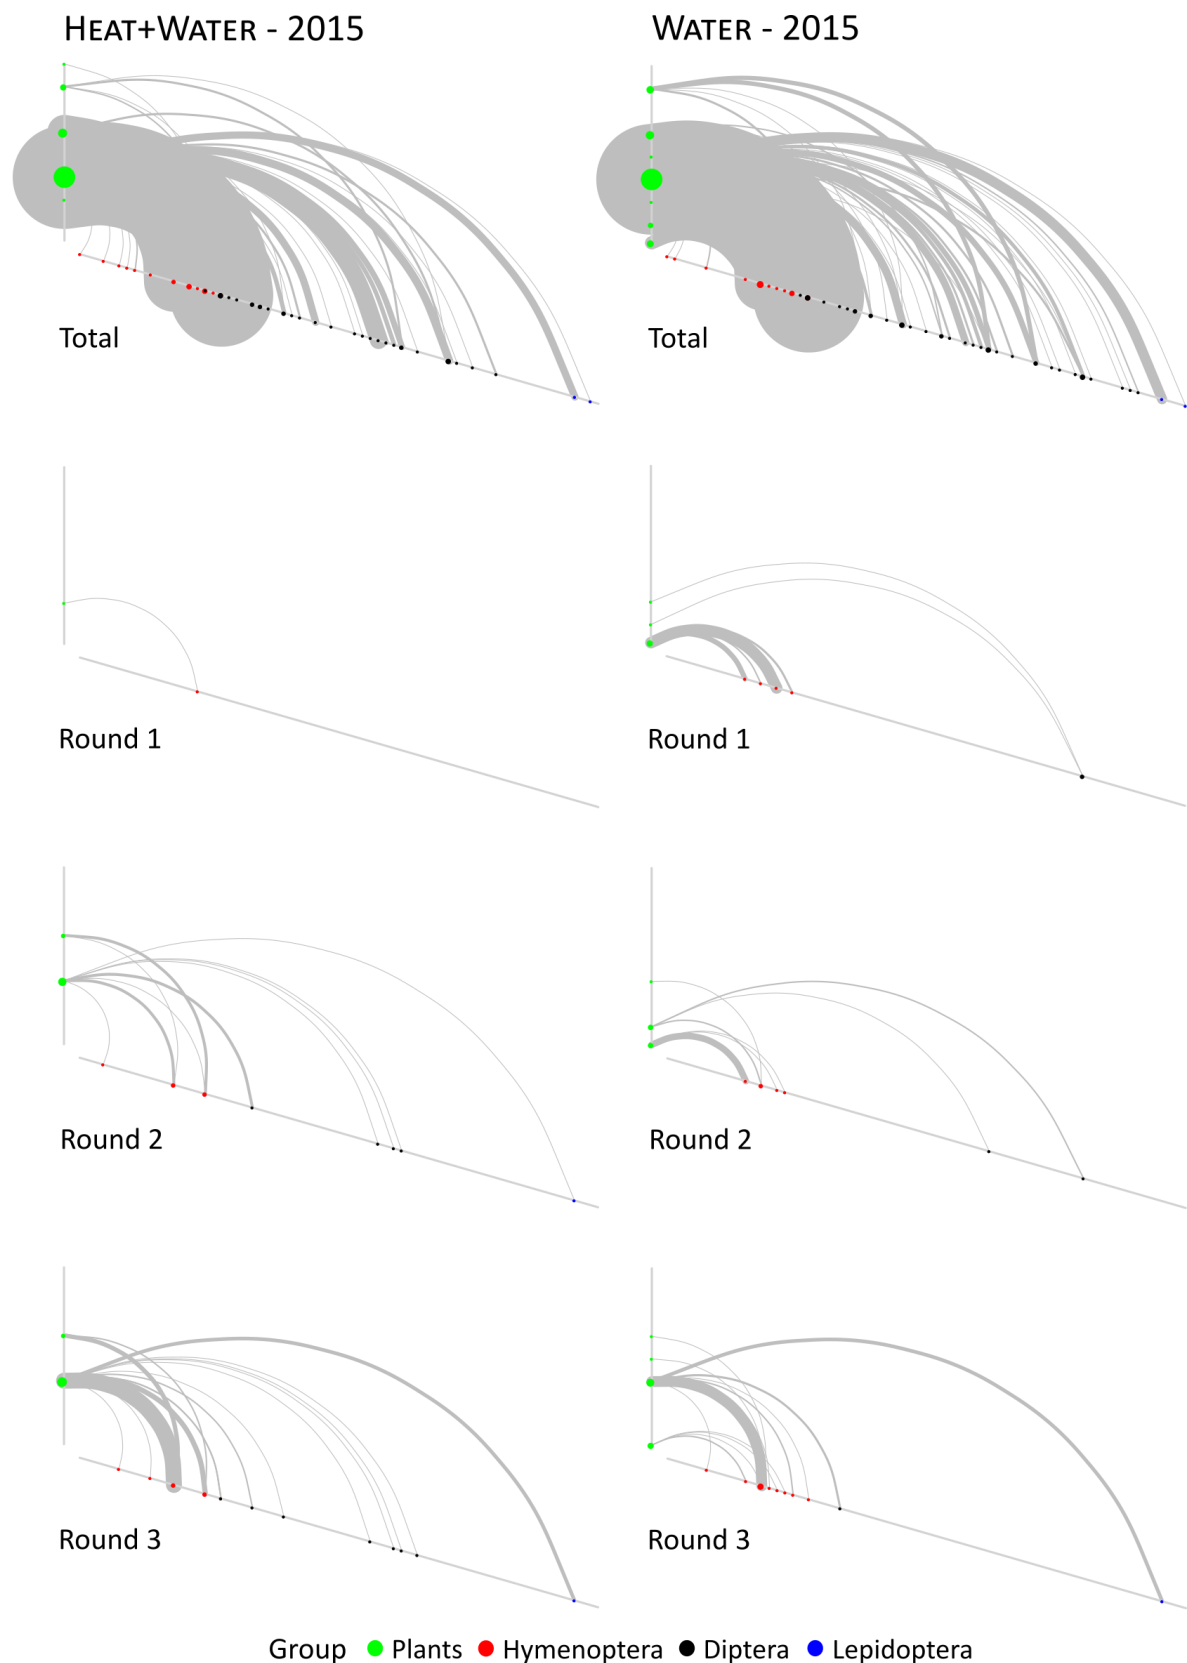 HEAT+WATER - 2015
WATER - 2015
Total
Total
Round 1
Round 1
Round 2
Round 2
Round 3
Round 3
Group Plants Hymenoptera Diptera Lepidoptera